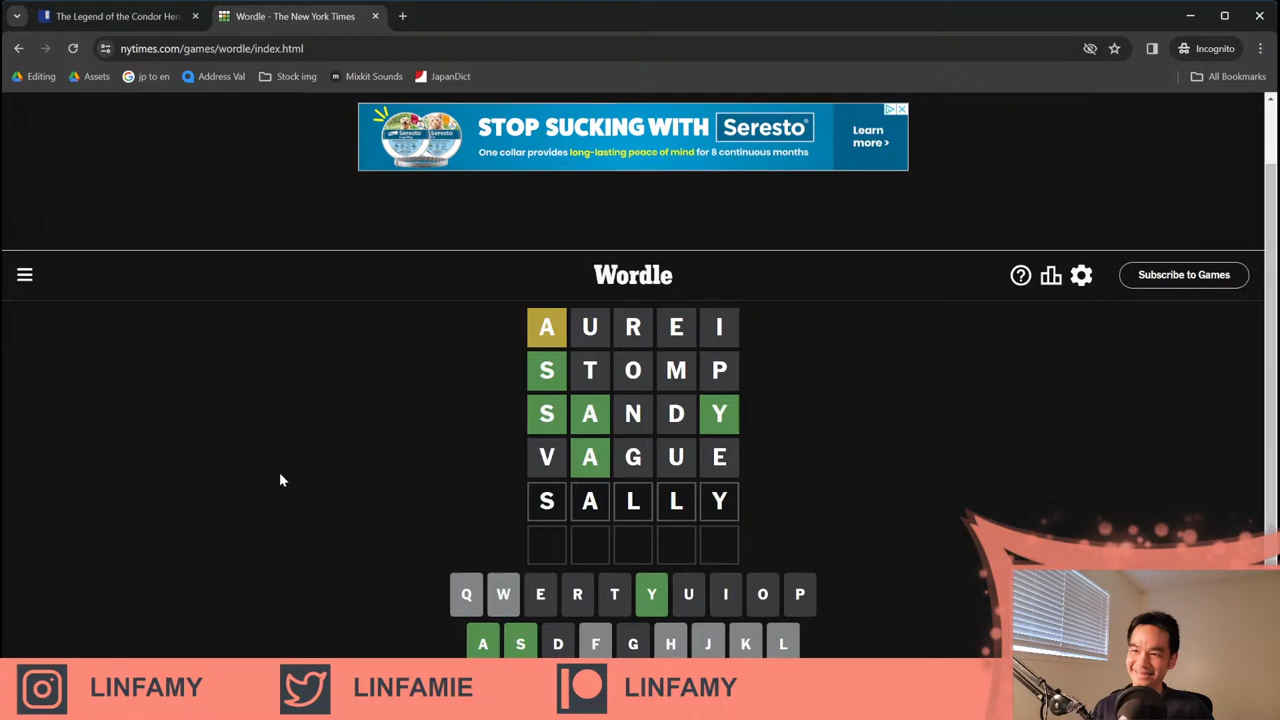 The Legend of the Condor Her
Wordle - The New York Times
nytimes.com/games/wordle/index.html
Incognito
Editing
Assets
jp to en
Address Val
Stock img
Mixkit Sounds
JapanDict
All Bookmarks
STOP SUCKING WITH Seresto
One collar provides long-lasting peace of mind for 8 continuous months
Learn
more >
Wordle
Subscribe to Games
A U R E I
S T O M P
S A N D Y
V A G U E
S A L L Y
Q W E R T Y U I O P
A S D F G H J K L
LINFAMY
LINFAMIE
LINFAMY